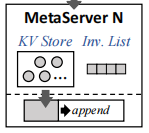 MetaServer N
KV Store Inv. List
...
append